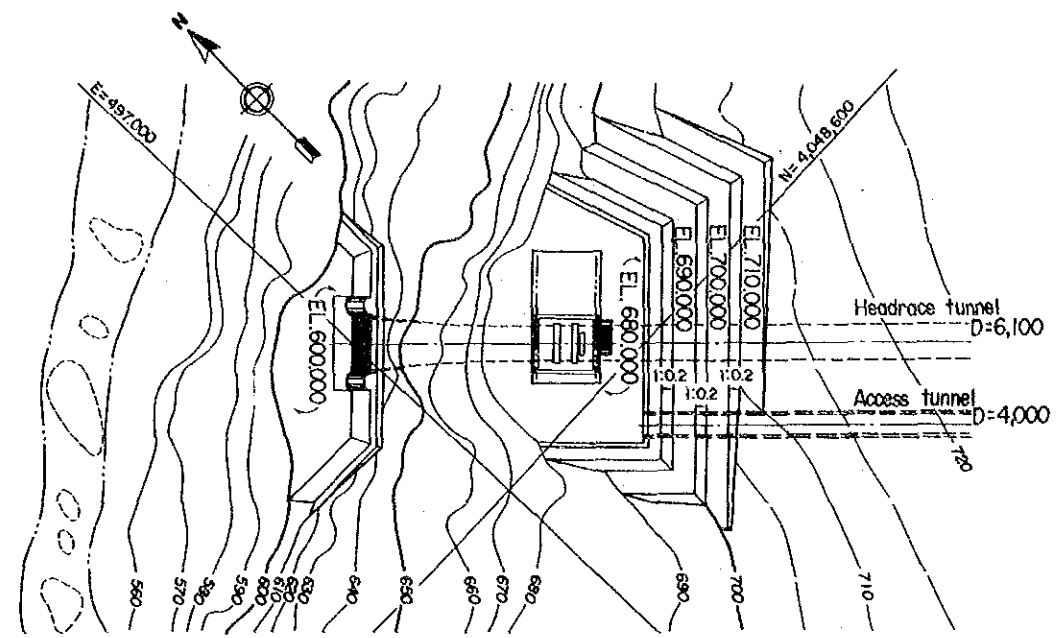 N
E=497.000
N=4,048,600
EL.710.000
EL.700.000
EL.690.000
(EL. 680.000)
(EL.600.000)
Headrace tunnel
D=6,100
1:0.2
1:0.2
1:0.2
Access tunnel
D=4,000
720
560
570
580
590
600
610
620
630
640
650
660
670
680
690
700
710